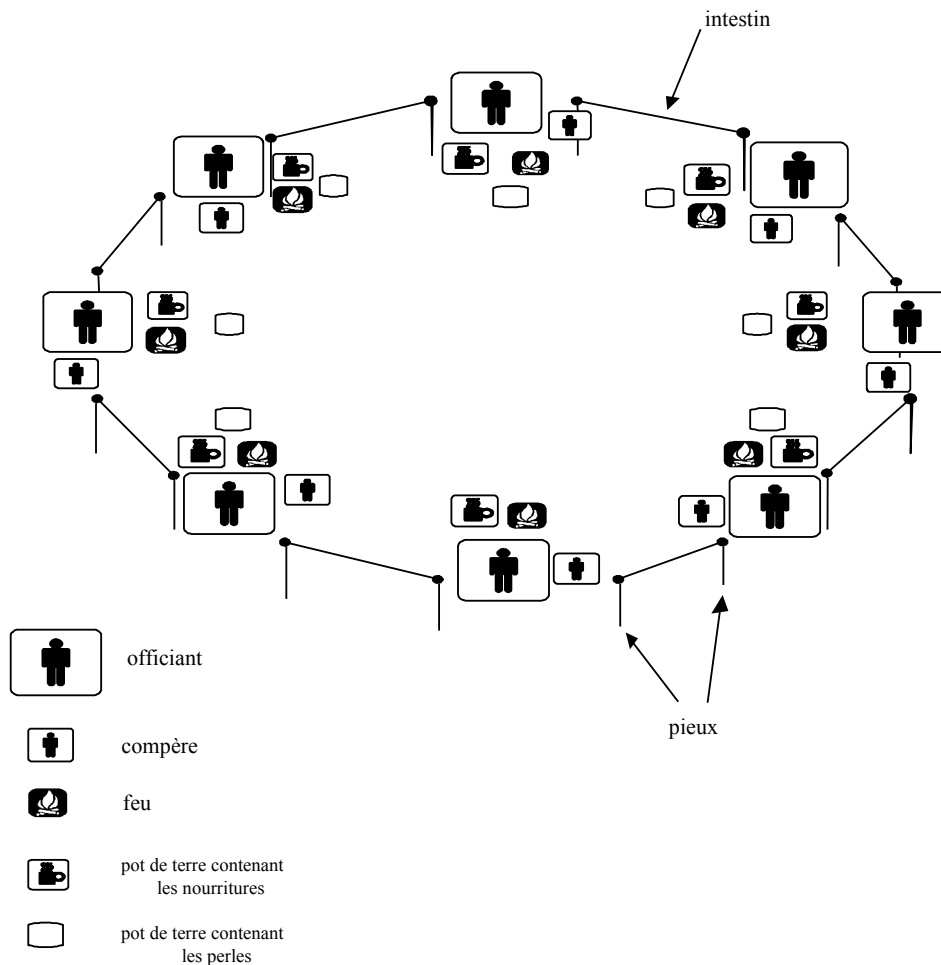 intestin
officiant
pieux
compère
feu
pot de terre contenant
les nourritures
pot de terre contenant
les perles